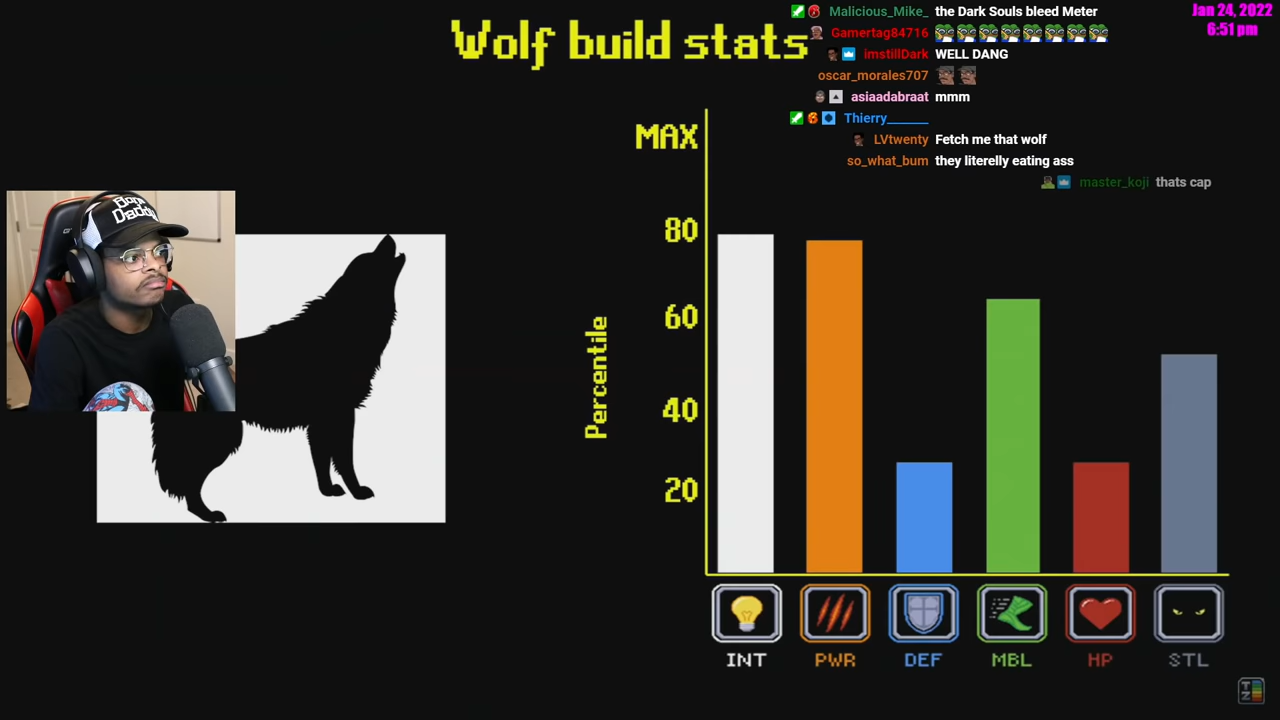 Wolf build stats
Jan 24, 2022
6:51 pm
Malicious_Mike_ the Dark Souls bleed Meter
Gamertag84716
imstillDark WELL DANG
oscar_morales707
asiaadabraat mmm
Thierry_______
LVtwenty Fetch me that wolf
so_what_bum they literelly eating ass
master_koji thats cap
MAX
80
60
40
20
Percentile
INT PWR DEF MBL HP STL
TZ